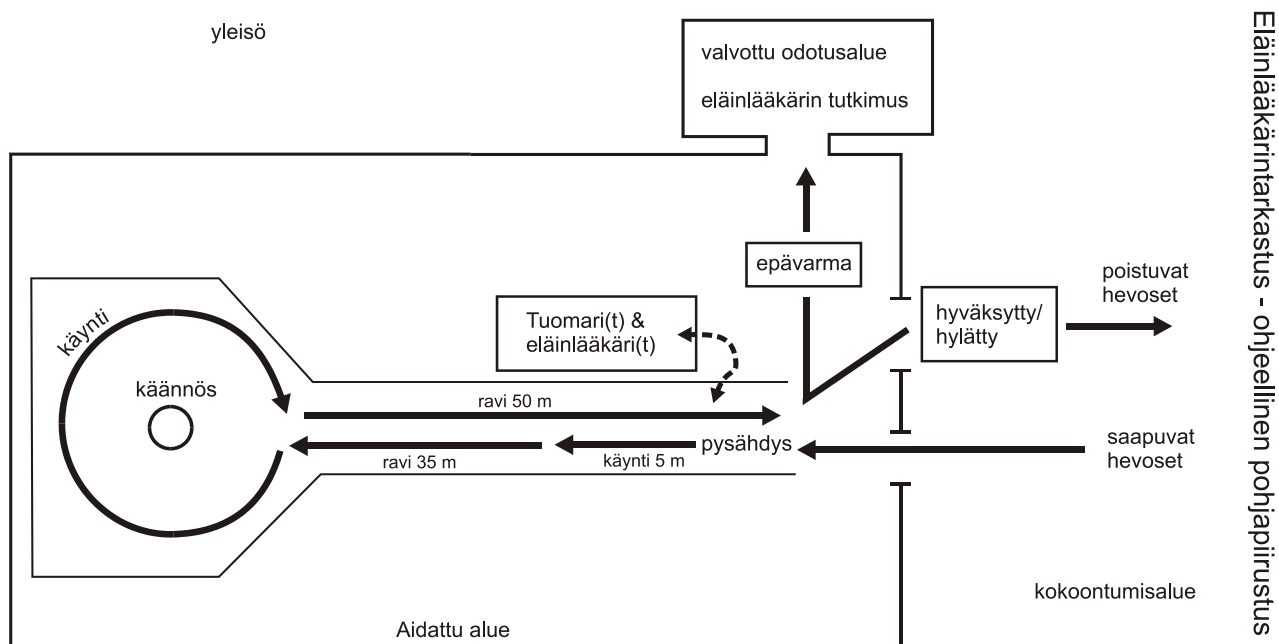 yleisö
valvottu odotusalue
eläinlääkärin tutkimus
epävarma
poistuvat
hevoset
hyväksytty/
hylätty
Tuomari(t) &
eläinlääkäri(t)
käynti
käännös
ravi 50 m
pysähdys
ravi 35 m
käynti 5 m
saapuvat
hevoset
kokoontumisalue
Aidattu alue
Eläinlääkärintarkastus - ohjeellinen pohjapiirustus